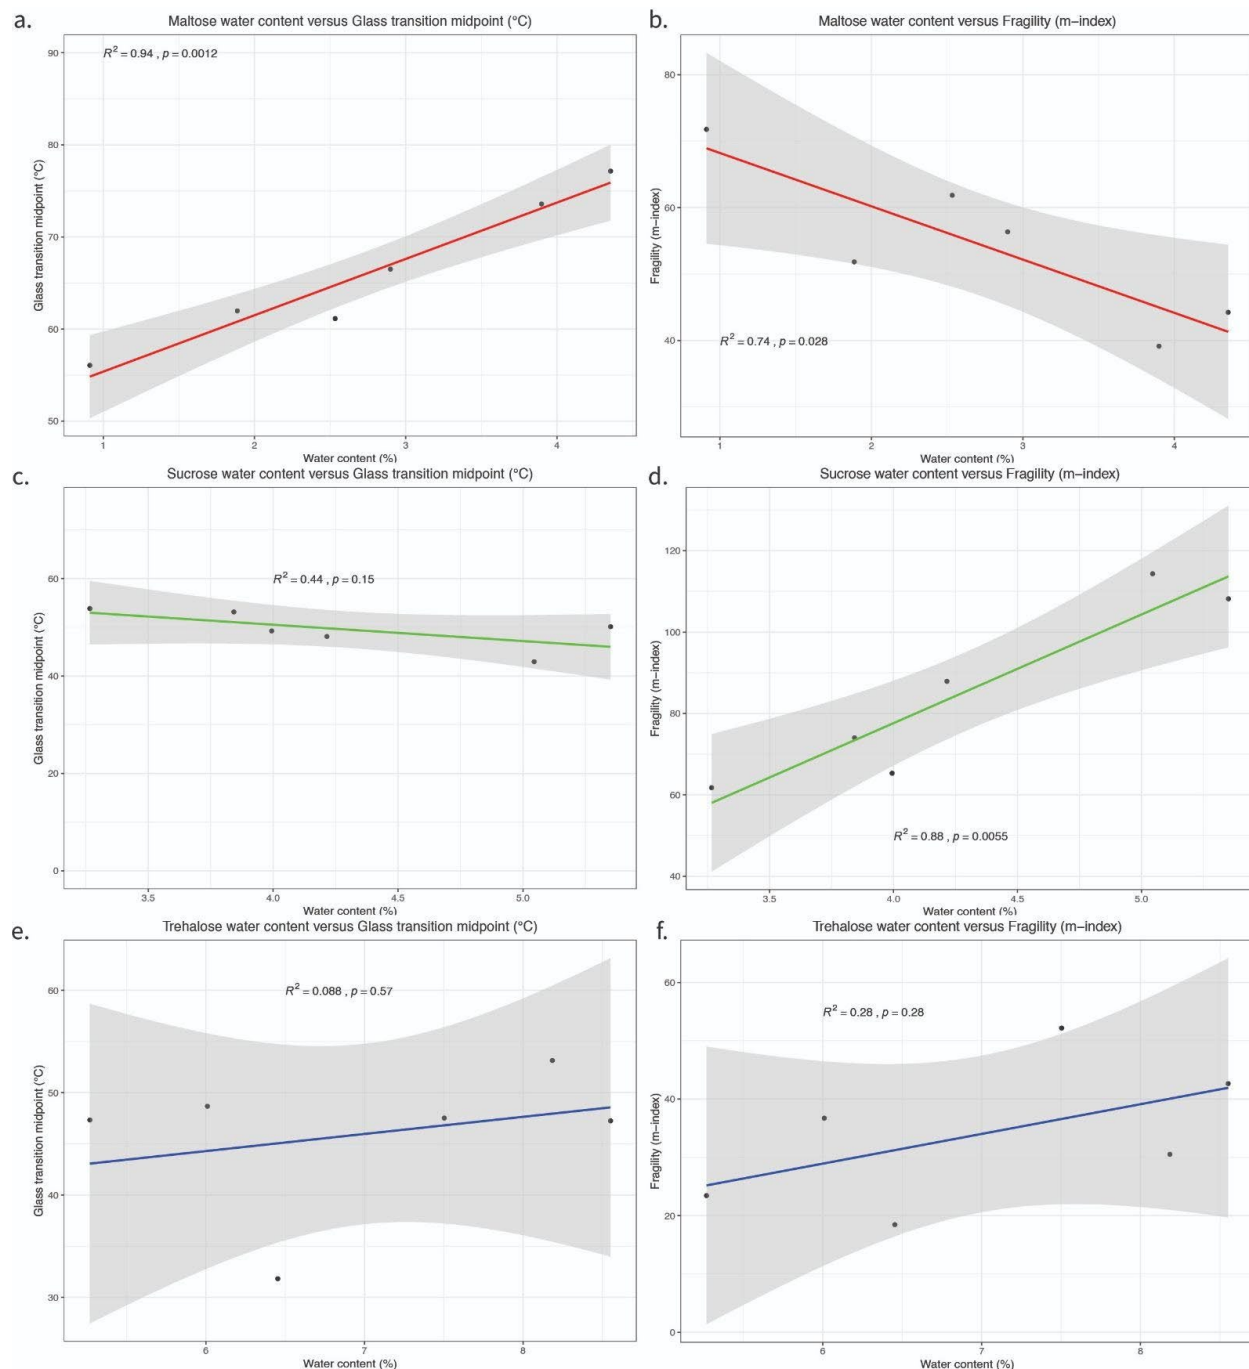 a.
Maltose water content versus Glass transition midpoint (°C)
R² = 0.94 , p = 0.0012
90
80
70
60
50
Glass transition midpoint (°C)
1
2
3
4
Water content (%)
b.
Maltose water content versus Fragility (m−index)
80
60
40
Fragility (m−index)
R² = 0.74 , p = 0.028
1
2
3
4
Water content (%)
c.
Sucrose water content versus Glass transition midpoint (°C)
R² = 0.44 , p = 0.15
60
40
20
0
Glass transition midpoint (°C)
3.5
4.0
4.5
5.0
Water content (%)
d.
Sucrose water content versus Fragility (m−index)
120
100
80
60
40
Fragility (m−index)
R² = 0.88 , p = 0.0055
3.5
4.0
4.5
5.0
Water content (%)
e.
Trehalose water content versus Glass transition midpoint (°C)
R² = 0.088 , p = 0.57
60
50
40
30
Glass transition midpoint (°C)
6
7
8
Water content (%)
f.
Trehalose water content versus Fragility (m−index)
R² = 0.28 , p = 0.28
60
40
20
0
Fragility (m−index)
6
7
8
Water content (%)